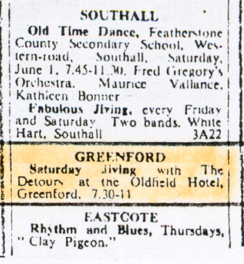 SOUTHALL
Old Time Dance, Featherstone
County Secondary School, Wes-
tern-road, Southall, Saturday,
June 1, 7.45-11.30. Fred Gregory's
Orchestra. Maurice Vallance,
Kathleen Bonner
Fabulous Jiving, every Friday
and Saturday Two bands. White
Hart, Southall 3A22
GREENFORD
Saturday Jiving with The
Detours at the Oldfield Hotel,
Greenford. 7.30-11
EASTCOTE
Rhythm and Blues, Thursdays,
"Clay Pigeon."